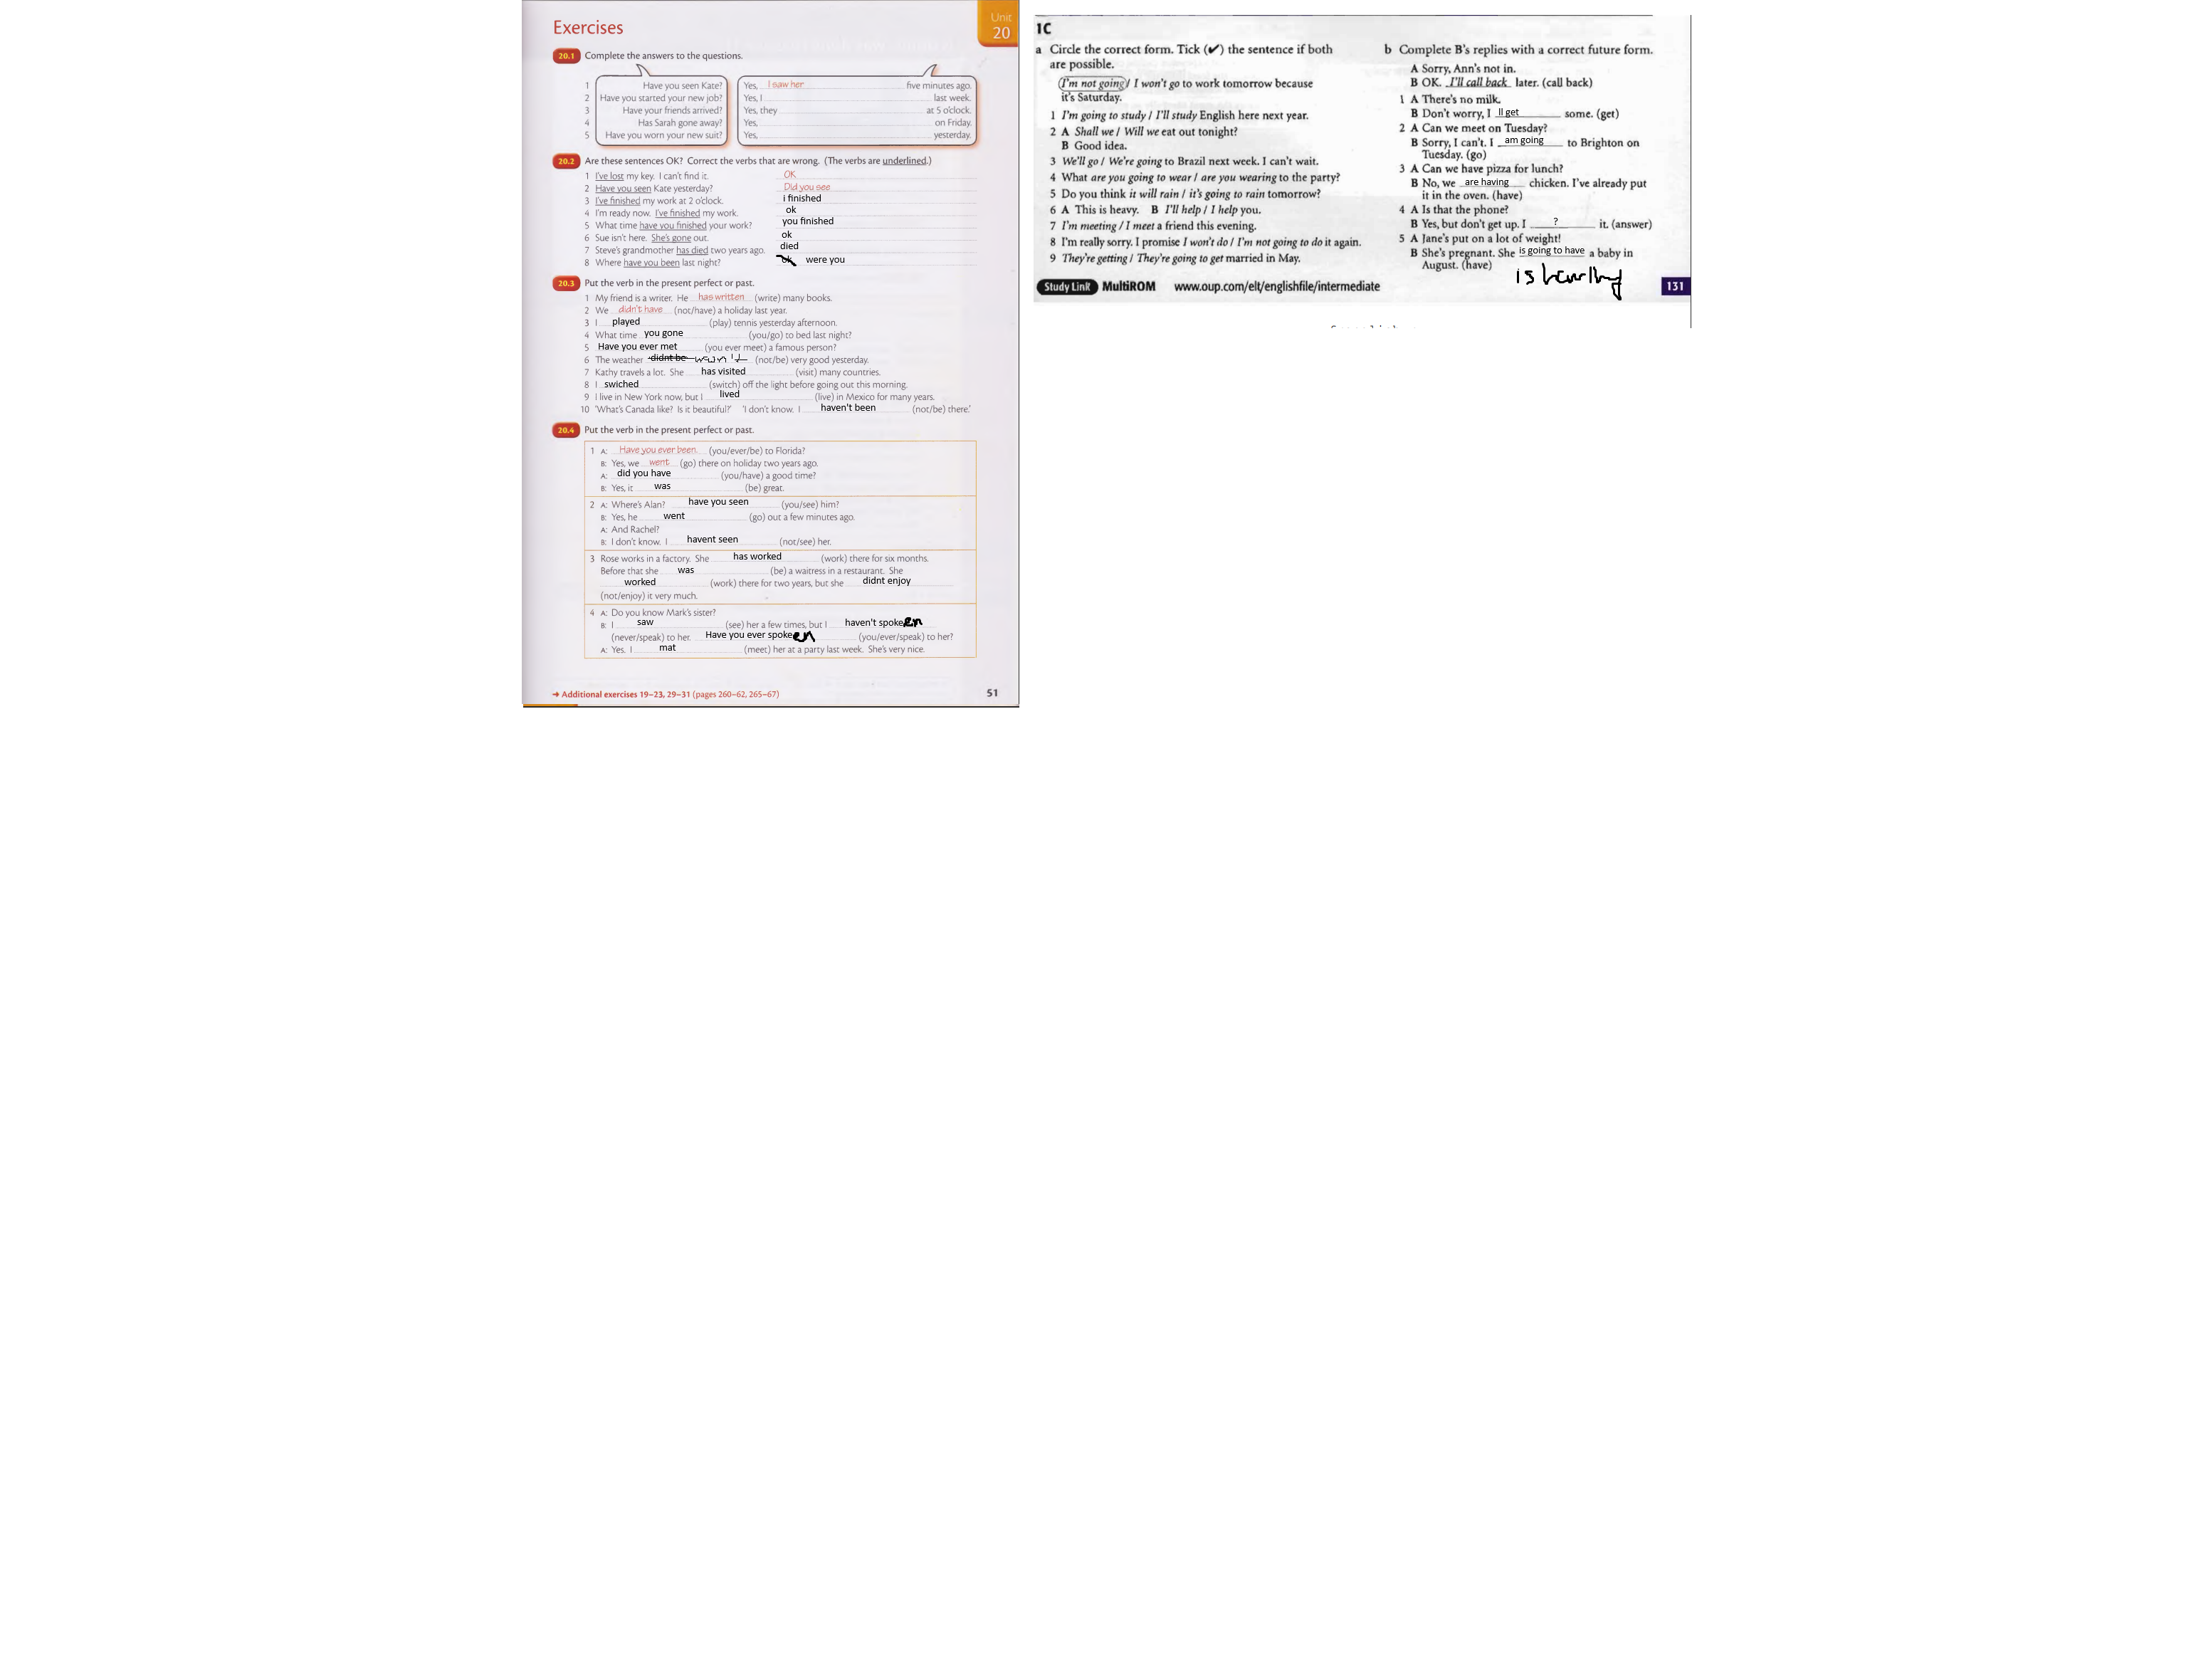 Exercises
Unit
20
20.1 Complete the answers to the questions.
1 Have you seen Kate? Yes, I saw her five minutes ago.
2 Have you started your new job? Yes, I last week.
3 Have your friends arrived? Yes, they at 5 o'clock.
4 Has Sarah gone away? Yes, on Friday.
5 Have you worn your new suit? Yes, yesterday.
20.2 Are these sentences OK? Correct the verbs that are wrong. (The verbs are underlined.)
1 I've lost my key. I can't find it. OK
2 Have you seen Kate yesterday? Did you see
3 I've finished my work at 2 o'clock. i finished
4 I'm ready now. I've finished my work. ok
5 What time have you finished your work? you finished
6 Sue isn't here. She's gone out. ok
7 Steve's grandmother has died two years ago. died
8 Where have you been last night? ok were you
20.3 Put the verb in the present perfect or past.
1 My friend is a writer. He has written (write) many books.
2 We didn't have (not/have) a holiday last year.
3 I played (play) tennis yesterday afternoon.
4 What time you gone (you/go) to bed last night?
5 Have you ever met (you ever meet) a famous person?
6 The weather didnt be wasn't (not/be) very good yesterday.
7 Kathy travels a lot. She has visited (visit) many countries.
8 I swiched (switch) off the light before going out this morning.
9 I live in New York now, but I lived (live) in Mexico for many years.
10 'What's Canada like? Is it beautiful?' 'I don't know. I haven't been (not/be) there.'
20.4 Put the verb in the present perfect or past.
1 A: Have you ever been (you/ever/be) to Florida?
B: Yes, we went (go) there on holiday two years ago.
A: did you have (you/have) a good time?
B: Yes, it was (be) great.
2 A: Where's Alan? have you seen (you/see) him?
B: Yes, he went (go) out a few minutes ago.
A: And Rachel?
B: I don't know. I havent seen (not/see) her.
3 Rose works in a factory. She has worked (work) there for six months.
Before that she was (be) a waitress in a restaurant. She
worked (work) there for two years, but she didnt enjoy
(not/enjoy) it very much.
4 A: Do you know Mark's sister?
B: I saw (see) her a few times, but I haven't spokeen
(never/speak) to her. Have you ever spokeen (you/ever/speak) to her?
A: Yes, I mat (meet) her at a party last week. She's very nice.
➜ Additional exercises 19–23, 29–31 (pages 260–62, 265–67)
51
1C
a Circle the correct form. Tick (✔) the sentence if both
are possible.
I'm not going / I won't go to work tomorrow because
it's Saturday.
1 I'm going to study / I'll study English here next year.
2 A Shall we / Will we eat out tonight?
B Good idea.
3 We'll go / We're going to Brazil next week. I can't wait.
4 What are you going to wear / are you wearing to the party?
5 Do you think it will rain / it's going to rain tomorrow?
6 A This is heavy. B I'll help / I help you.
7 I'm meeting / I meet a friend this evening.
8 I'm really sorry. I promise I won't do / I'm not going to do it again.
9 They're getting / They're going to get married in May.
b Complete B's replies with a correct future form.
A Sorry, Ann's not in.
B OK. I'll call back later. (call back)
1 A There's no milk.
B Don't worry, I ll get some. (get)
2 A Can we meet on Tuesday?
B Sorry, I can't. I am going to Brighton on
Tuesday. (go)
3 A Can we have pizza for lunch?
B No, we are having chicken. I've already put
it in the oven. (have)
4 A Is that the phone?
B Yes, but don't get up. I ? it. (answer)
5 A Jane's put on a lot of weight!
B She's pregnant. She is going to have a baby in
August. (have)
is
Study Link MultiROM www.oup.com/elt/englishfile/intermediate
131